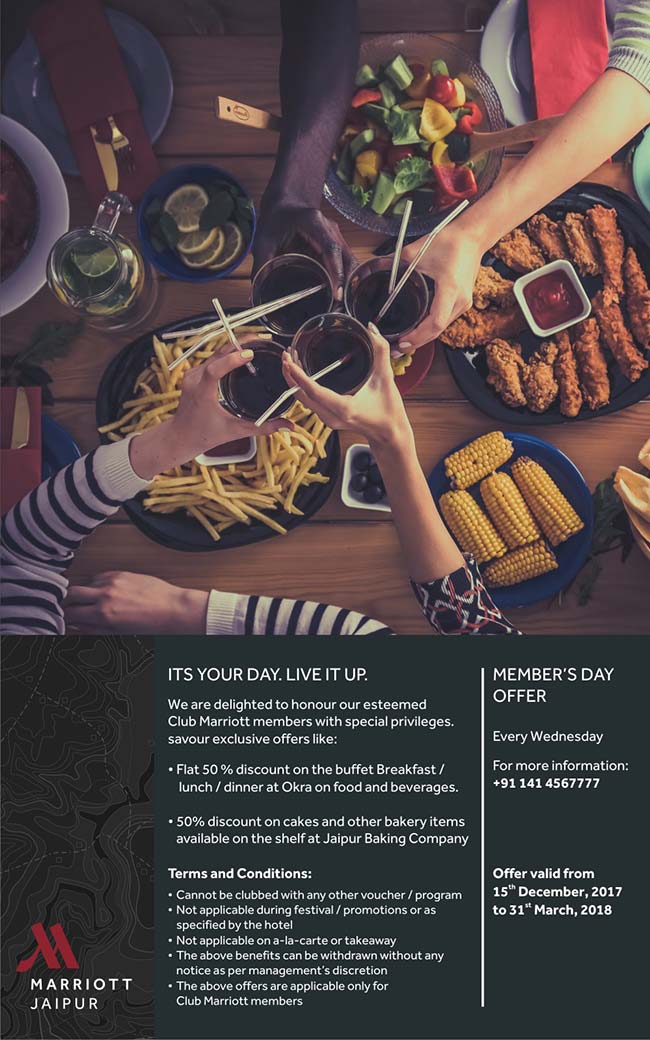 ITS YOUR DAY. LIVE IT UP.
We are delighted to honour our esteemed
Club Marriott members with special privileges.
savour exclusive offers like:
• Flat 50 % discount on the buffet Breakfast /
lunch / dinner at Okra on food and beverages.
• 50% discount on cakes and other bakery items
available on the shelf at Jaipur Baking Company
Terms and Conditions:
• Cannot be clubbed with any other voucher / program
• Not applicable during festival / promotions or as
specified by the hotel
• Not applicable on a-la-carte or takeaway
• The above benefits can be withdrawn without any
notice as per management’s discretion
• The above offers are applicable only for
Club Marriott members
MEMBER’S DAY
OFFER
Every Wednesday
For more information:
+91 141 4567777
Offer valid from
15th December, 2017
to 31st March, 2018
MARRIOTT
JAIPUR